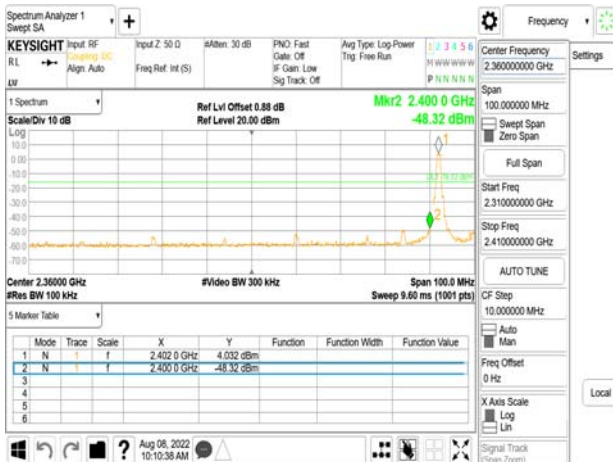 Spectrum Analyzer 1
Swept SA
Frequency
KEYSIGHT
Input: RF
Coupling: DC
Align: Auto
Input Z: 50 Ω
Freq Ref: Int (S)
#Atten: 30 dB
PNO: Fast
Gate: Off
IF Gain: Low
Sig Track: Off
Avg Type: Log-Power
Trig: Free Run
1 2 3 4 5 6
M W W W W W
P N N N N N
RL
Center Frequency
2.360000000 GHz
Settings
Span
100.000000 MHz
Swept Span
Zero Span
Full Span
Start Freq
2.310000000 GHz
Stop Freq
2.410000000 GHz
AUTO TUNE
CF Step
10.000000 MHz
Auto
Man
Freq Offset
0 Hz
X Axis Scale
Log
Lin
Signal Track
(Span Zoom)
Local
1 Spectrum
Scale/Div 10 dB
Ref Lvl Offset 0.88 dB
Ref Level 20.00 dBm
Mkr2 2.400 0 GHz
-48.32 dBm
Log
10.0
0.00
-10.0
-20.0
-30.0
-40.0
-50.0
-60.0
-70.0
1
2
Center 2.36000 GHz
#Res BW 100 kHz
#Video BW 300 kHz
Span 100.0 MHz
Sweep 9.60 ms (1001 pts)
5 Marker Table
Mode Trace Scale X Y Function Function Width Function Value
1 N 1 f 2.402 0 GHz 4.032 dBm
2 N 1 f 2.400 0 GHz -48.32 dBm
3
4
5
6
Aug 08, 2022
10:10:38 AM